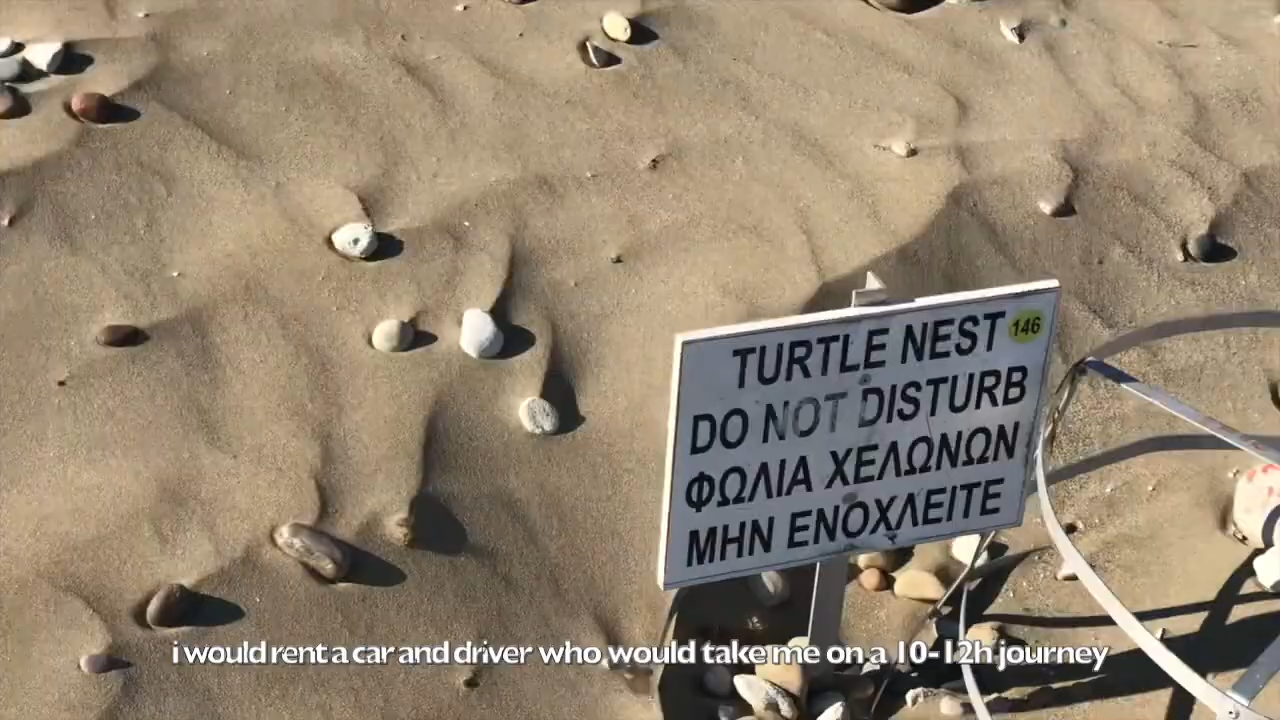 TURTLE NEST 146
DO NOT DISTURB
ΦΩΛΙΑ ΧΕΛΩΝΩΝ
ΜΗΝ ΕΝΟΧΛΕΙΤΕ
i would rent a car and driver who would take me on a 10-12h journey